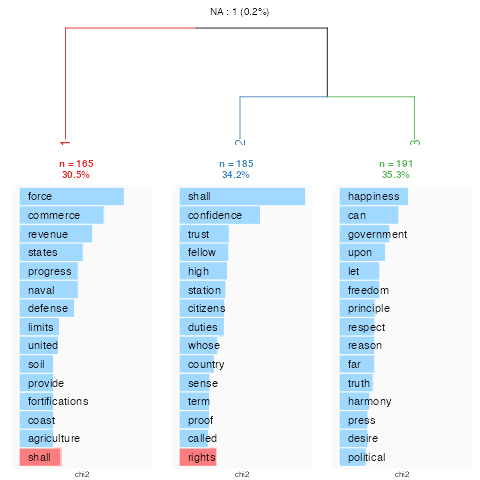 NA : 1 (0.2%)
1
2
3
n = 165
30.5%
n = 185
34.2%
n = 191
35.3%
force
commerce
revenue
states
progress
naval
defense
limits
united
soil
provide
fortifications
coast
agriculture
shall
chi2
shall
confidence
trust
fellow
high
station
citizens
duties
whose
country
sense
term
proof
called
rights
chi2
happiness
can
government
upon
let
freedom
principle
respect
reason
far
truth
harmony
press
desire
political
chi2